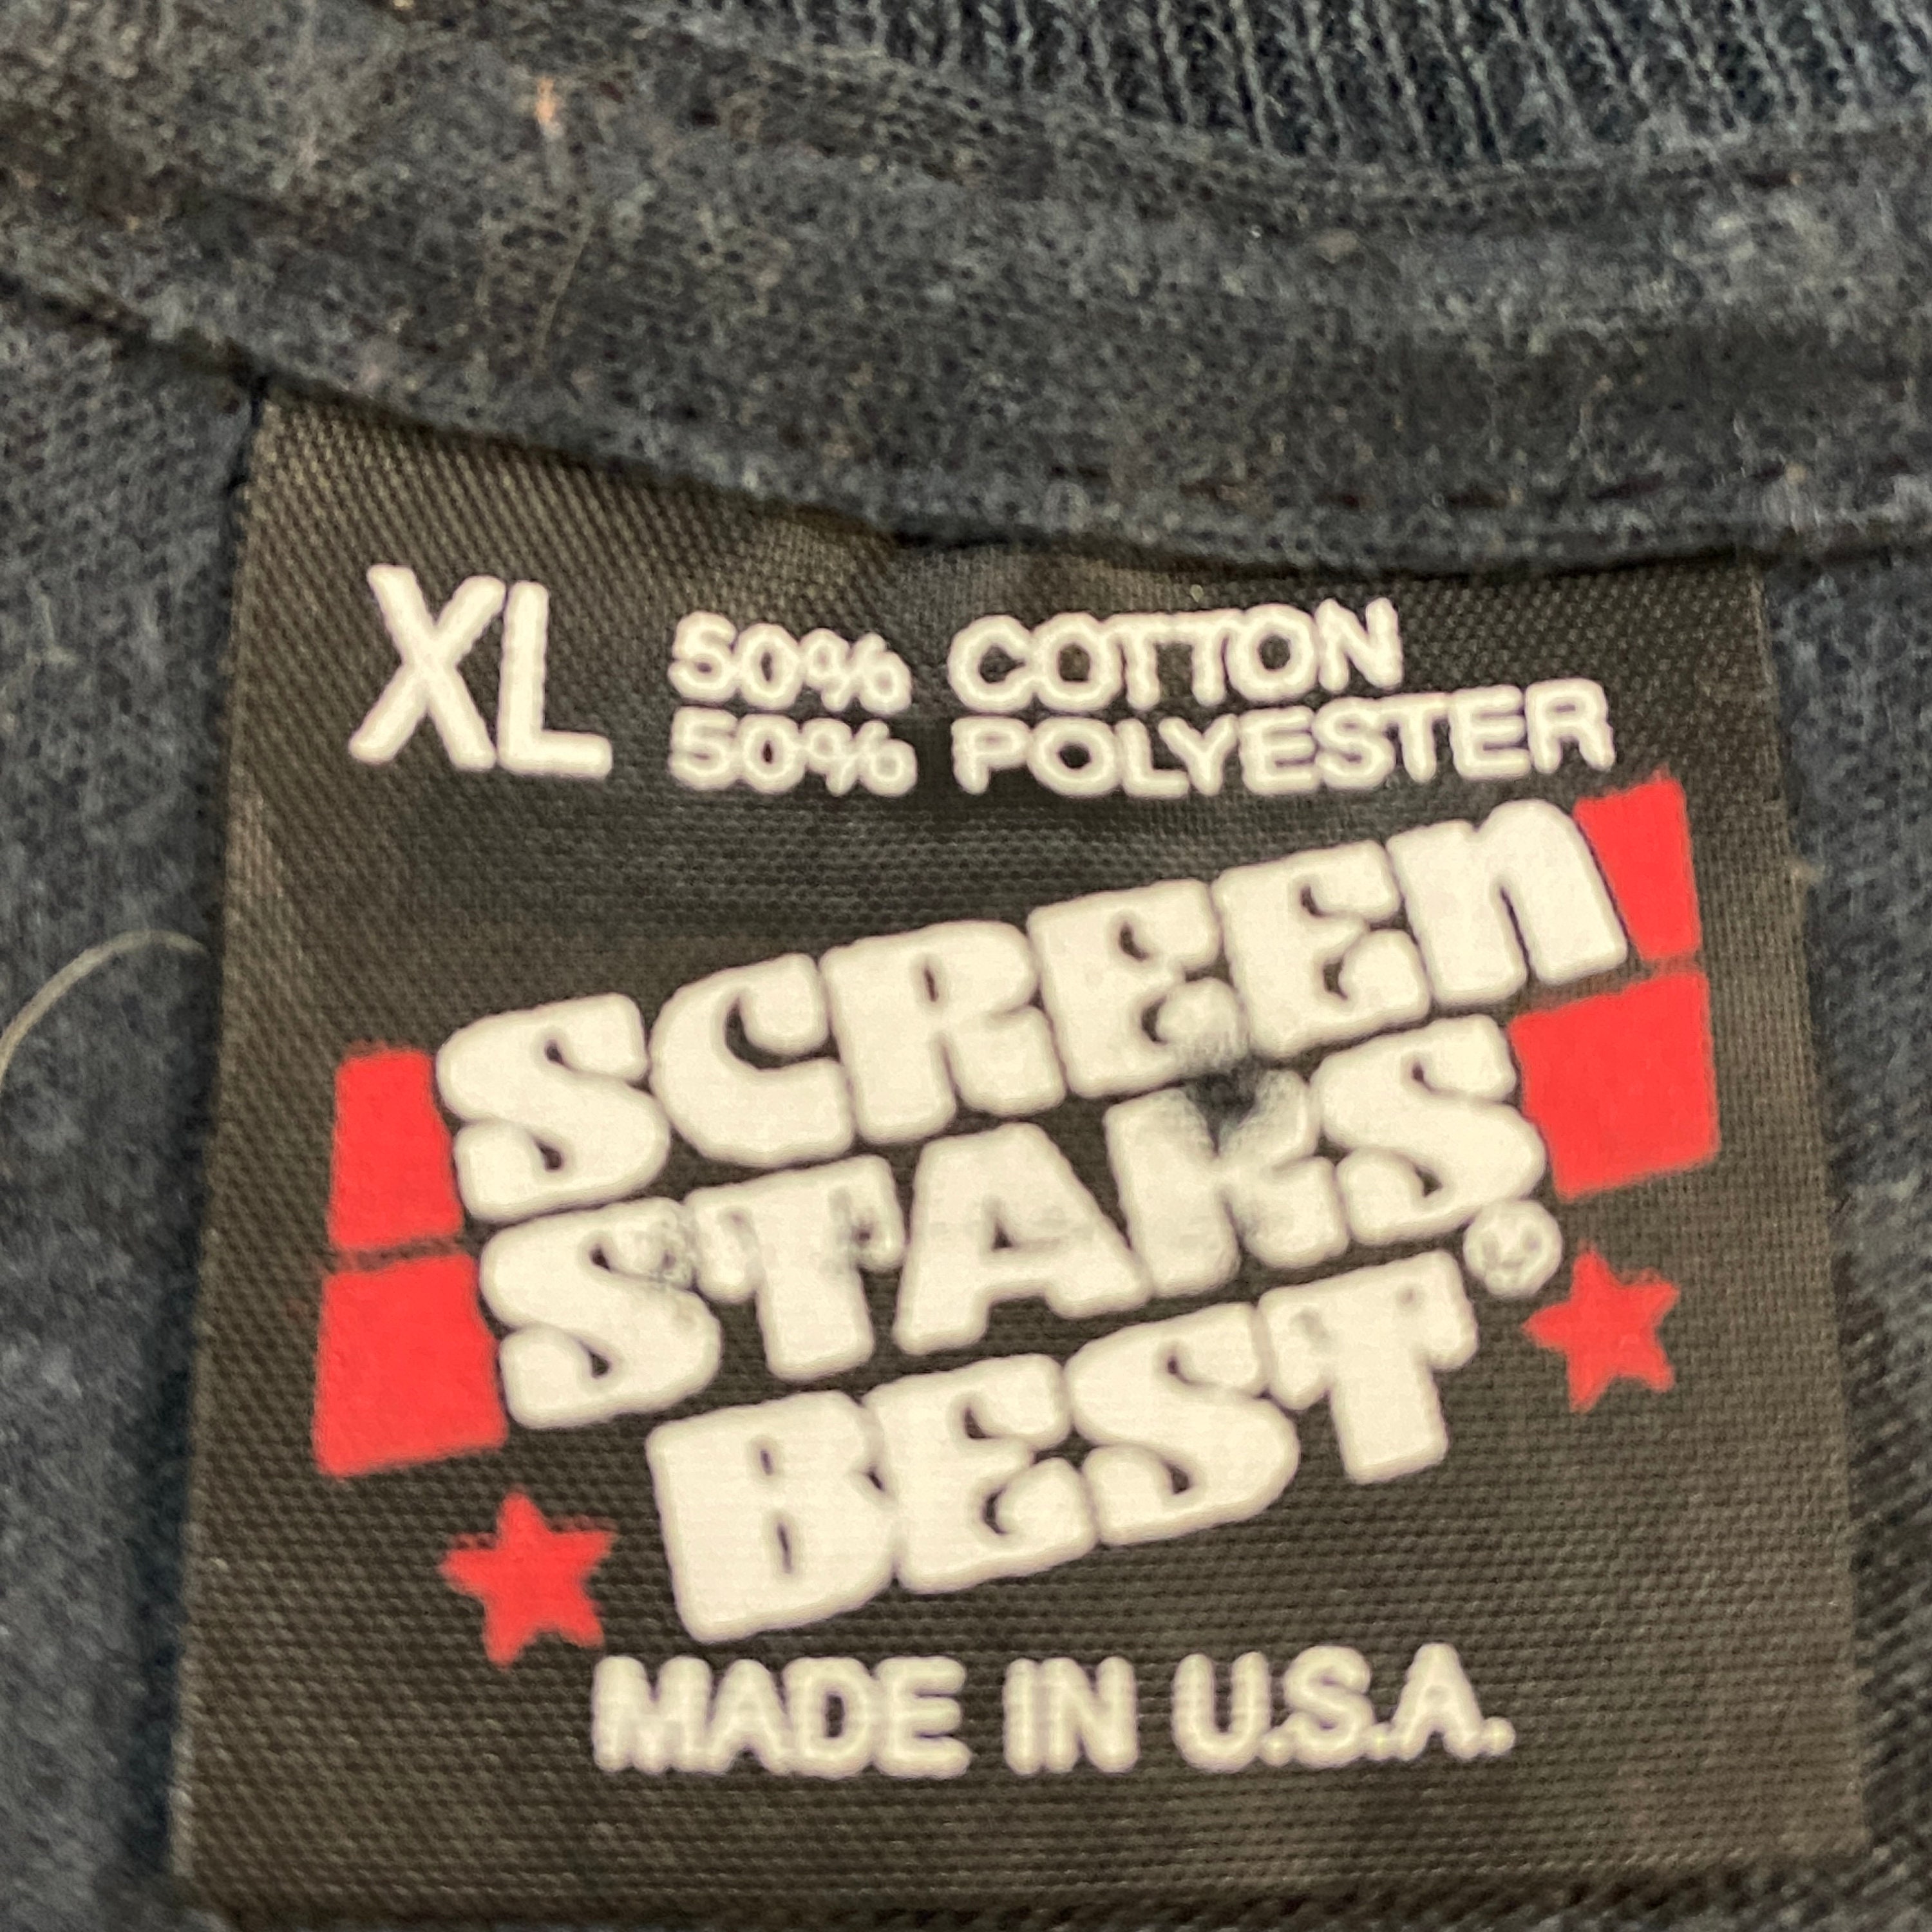 XL 50% COTTON
50% POLYESTER
SCREEN
STARS
BEST®
MADE IN U.S.A.